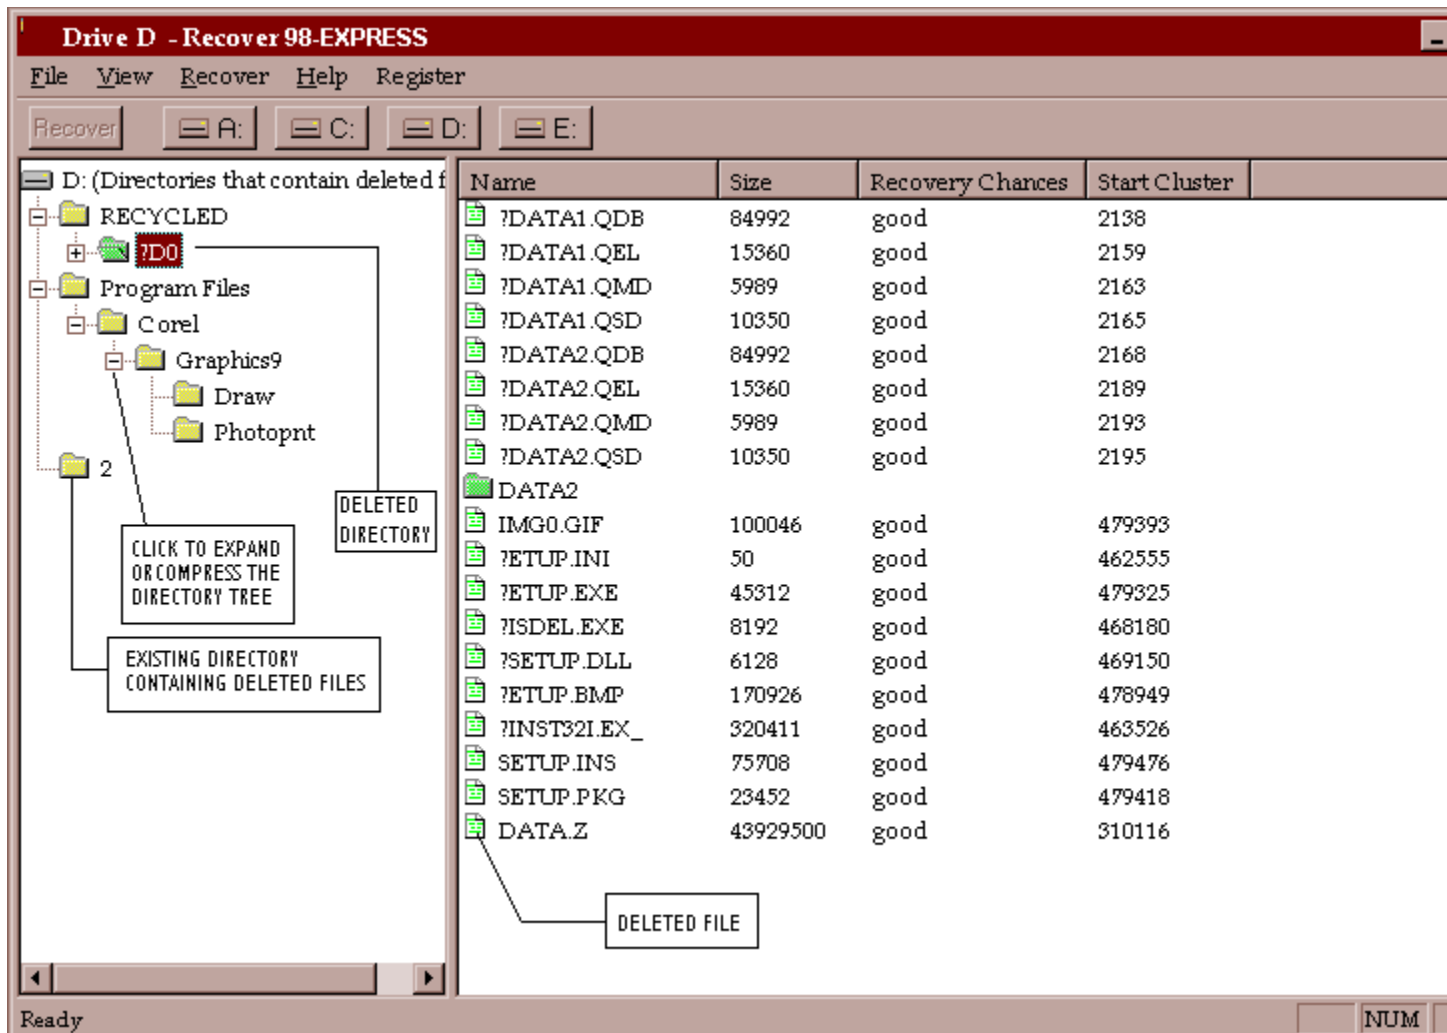 Drive D - Recover98-EXPRESS
File View Recover Help Register
Recover A: C: D: E:
D: (Directories that contain deleted f
RECYCLED
?D0
Program Files
Corel
Graphics9
Draw
Photopnt
2
DELETED
DIRECTORY
CLICK TO EXPAND
OR COMPRESS THE
DIRECTORY TREE
EXISTING DIRECTORY
CONTAINING DELETED FILES
Name Size Recovery Chances Start Cluster
?DATA1.QDB 84992 good 2138
?DATA1.QEL 15360 good 2159
?DATA1.QMD 5989 good 2163
?DATA1.QSD 10350 good 2165
?DATA2.QDB 84992 good 2168
?DATA2.QEL 15360 good 2189
?DATA2.QMD 5989 good 2193
?DATA2.QSD 10350 good 2195
DATA2
IMG0.GIF 100046 good 479393
?ETUP.INI 50 good 462555
?ETUP.EXE 45312 good 479325
?ISDEL.EXE 8192 good 468180
?SETUP.DLL 6128 good 469150
?ETUP.BMP 170926 good 478949
?INST32I.EX_ 320411 good 463526
SETUP.INS 75708 good 479476
SETUP.PKG 23452 good 479418
DATA.Z 43929500 good 310116
DELETED FILE
Ready NUM